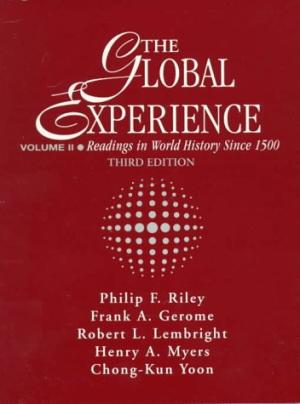 THE
GLOBAL
EXPERIENCE
VOLUME II ● Readings in World History Since 1500
THIRD EDITION
Philip F. Riley
Frank A. Gerome
Robert L. Lembright
Henry A. Myers
Chong-Kun Yoon